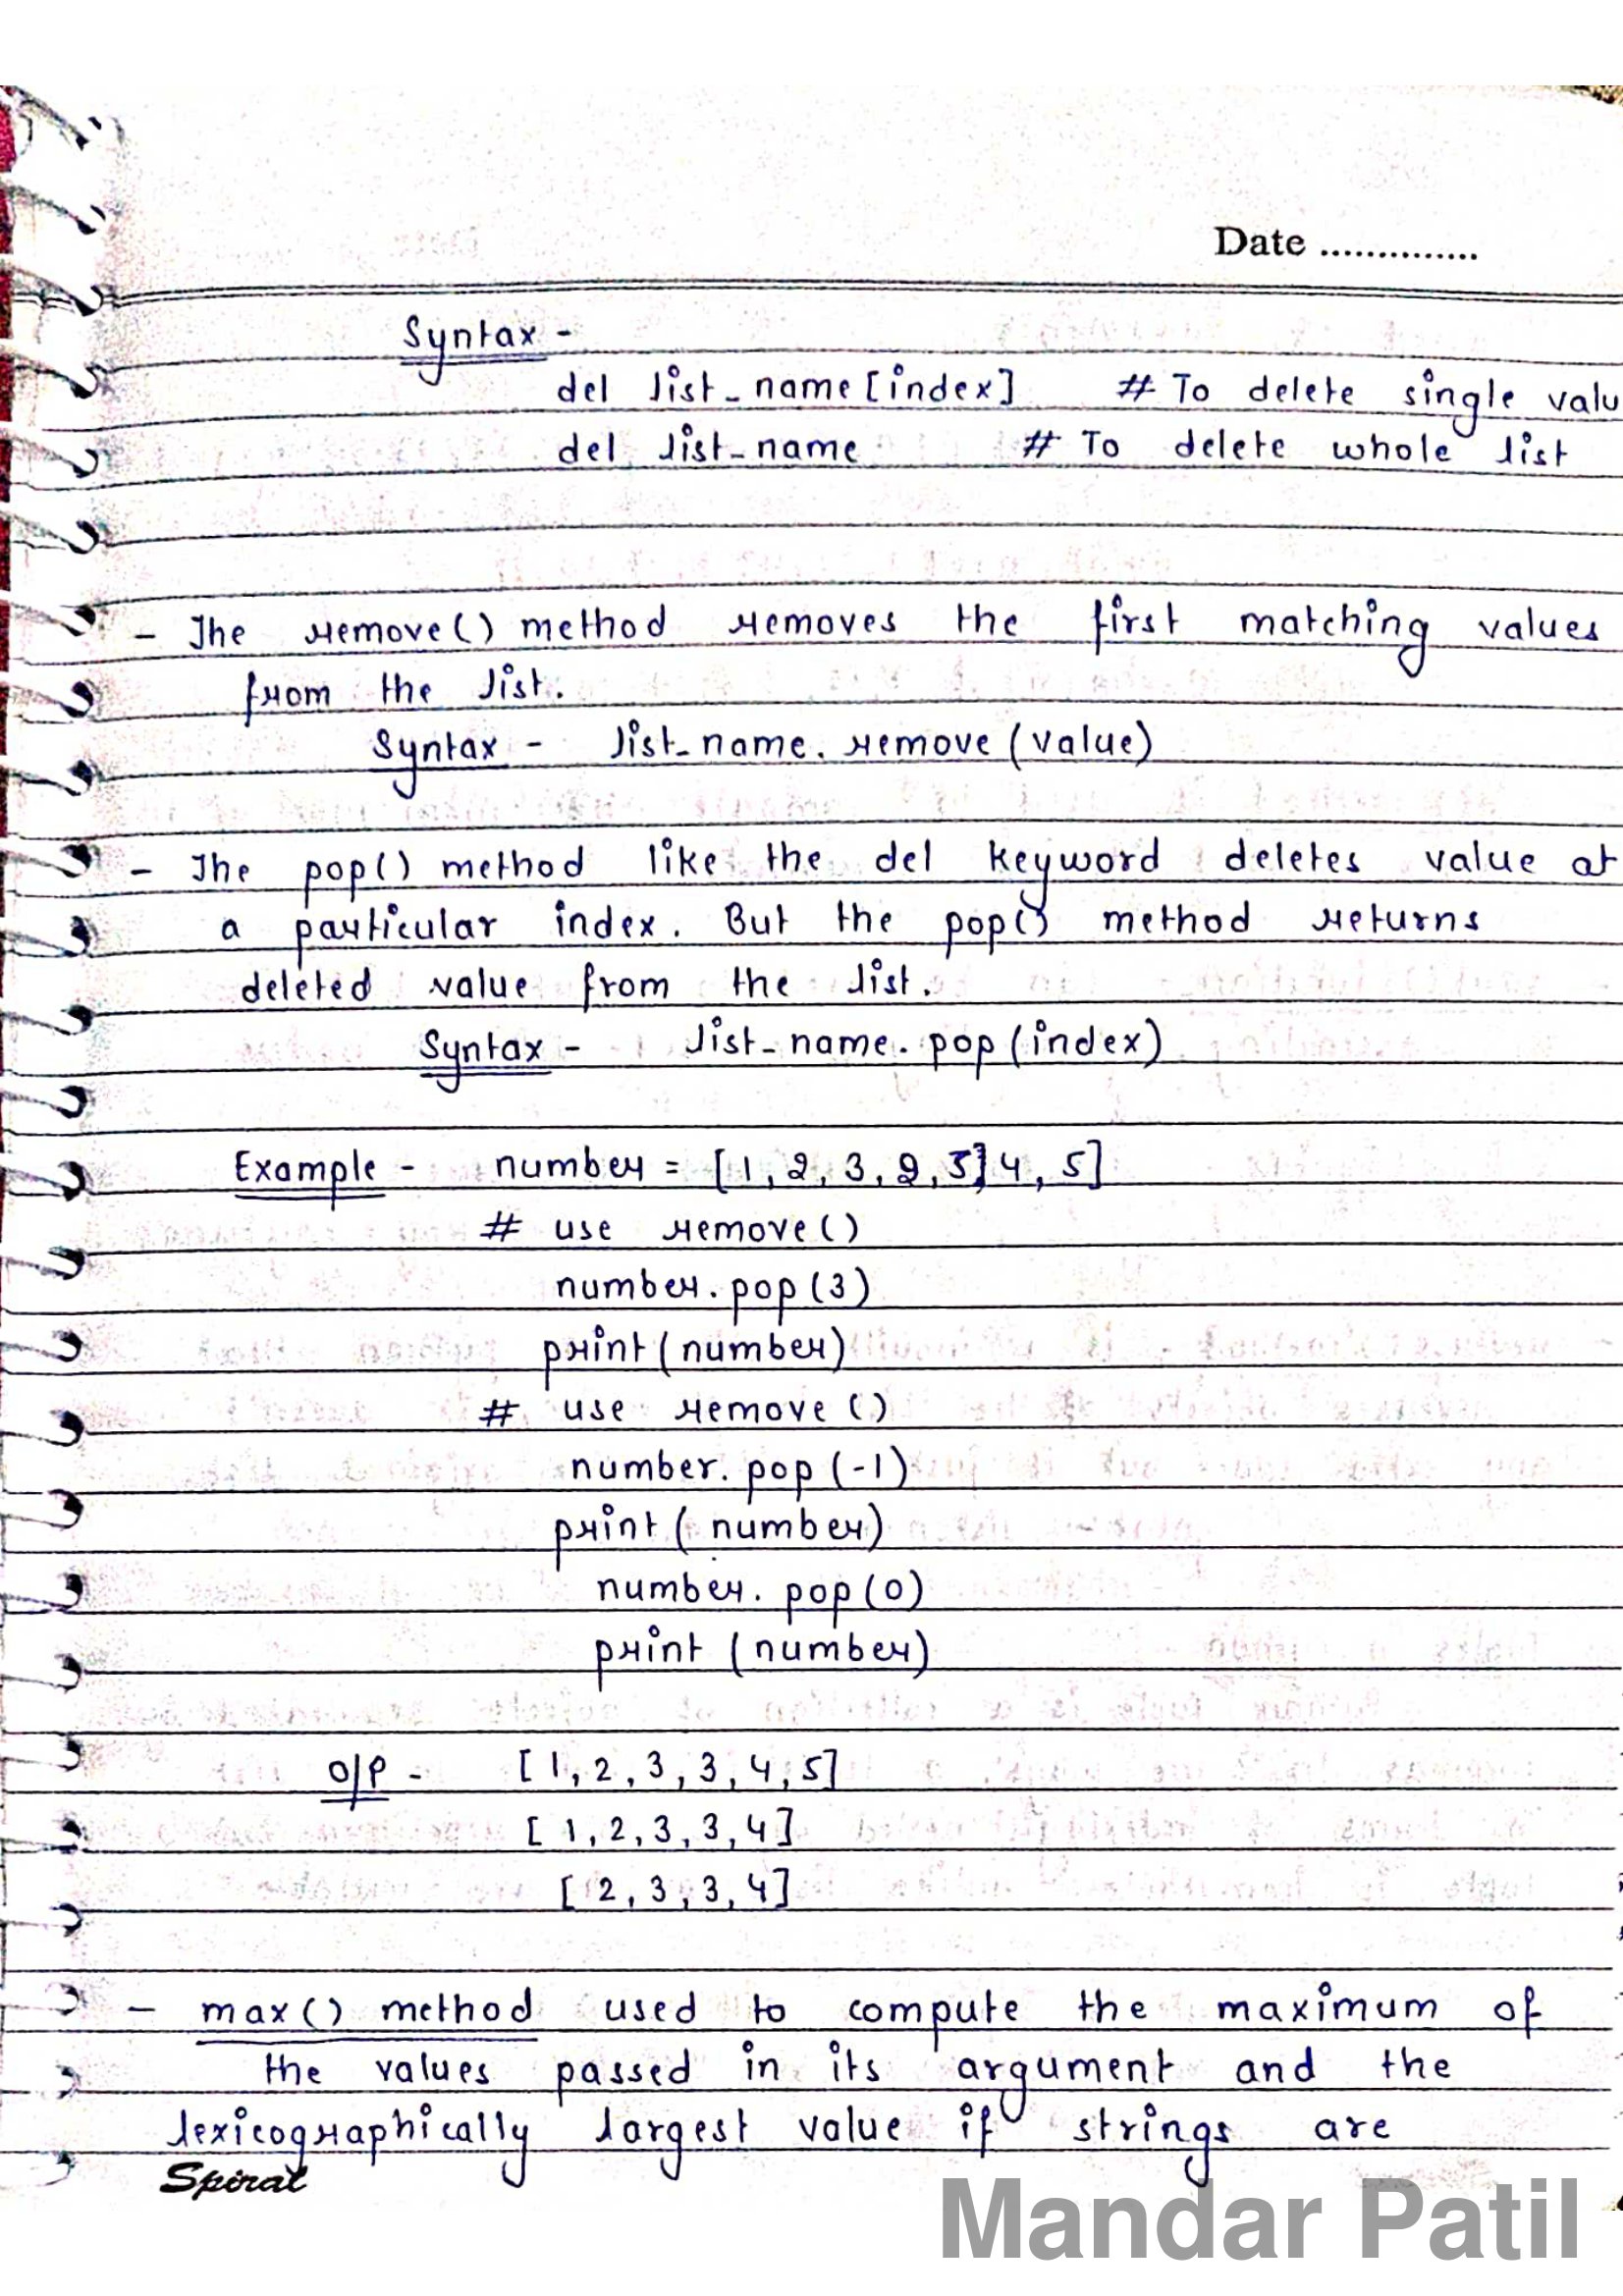 Date ..............
Syntax -
del list_name[index] # To delete single valu
del list_name # To delete whole list
- The remove() method removes the first matching values
from the list.
Syntax - list_name.remove(value)
- The pop() method like the del keyword deletes value at
a particular index. But the pop() method returns
deleted value from the list.
Syntax - list_name.pop(index)
Example - number = [1,2,3,2,3]4,5]
# use remove()
number.pop(3)
print(number)
# use remove()
number.pop(-1)
print(number)
number.pop(0)
print(number)
O/P - [1,2,3,3,4,5]
[1,2,3,3,4]
[2,3,3,4]
- max() method used to compute the maximum of
the values passed in its argument and the
lexicographically largest value if strings are
Spiral
Mandar Patil